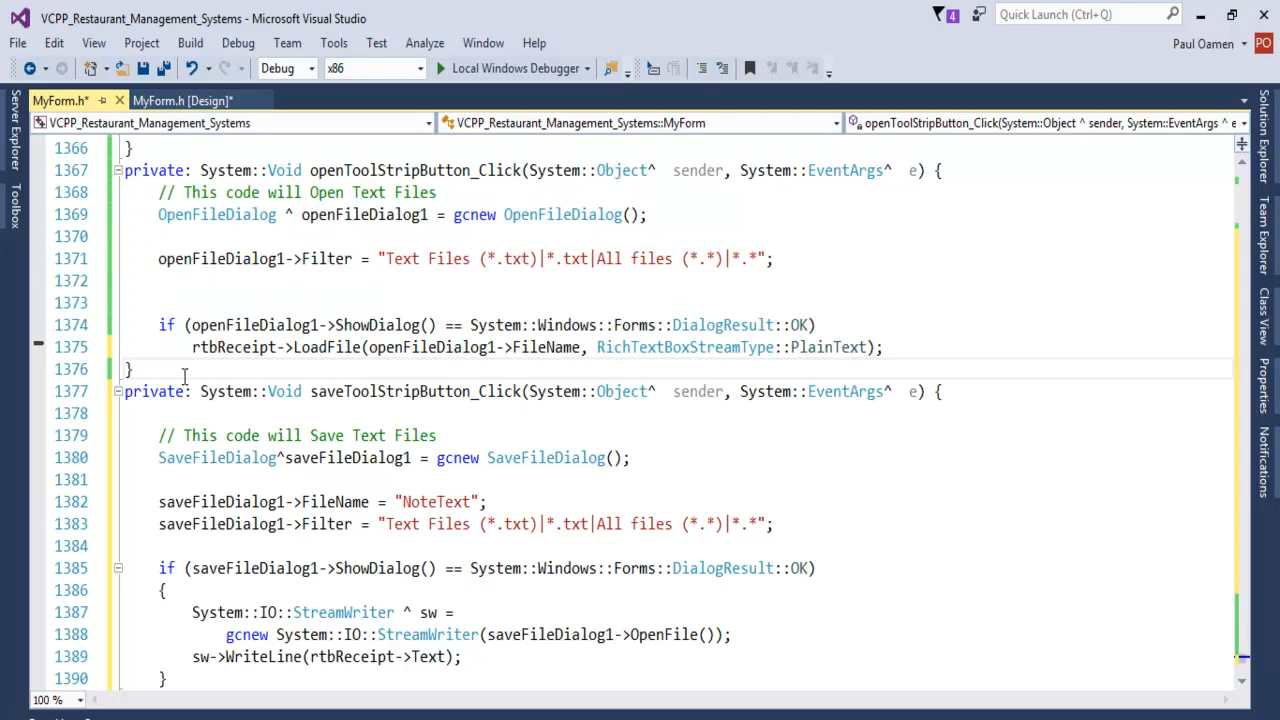 VCPP_Restaurant_Management_Systems - Microsoft Visual Studio
4
Quick Launch (Ctrl+Q)
File Edit View Project Build Debug Team Tools Test Analyze Window Help
Paul Oamen
PO
Debug
x86
Local Windows Debugger
MyForm.h*
MyForm.h [Design]*
VCPP_Restaurant_Management_Systems
VCPP_Restaurant_Management_Systems::MyForm
openToolStripButton_Click(System::Object ^ sender, System::EventArgs ^ e
1366 }
1367 private: System::Void openToolStripButton_Click(System::Object^  sender, System::EventArgs^  e) {
1368     // This code will Open Text Files
1369     OpenFileDialog ^ openFileDialog1 = gcnew OpenFileDialog();
1370
1371     openFileDialog1->Filter = "Text Files (*.txt)|*.txt|All files (*.*)|*.*";
1372
1373
1374     if (openFileDialog1->ShowDialog() == System::Windows::Forms::DialogResult::OK)
1375         rtbReceipt->LoadFile(openFileDialog1->FileName, RichTextBoxStreamType::PlainText);
1376 }
1377 private: System::Void saveToolStripButton_Click(System::Object^  sender, System::EventArgs^  e) {
1378
1379     // This code will Save Text Files
1380     SaveFileDialog^saveFileDialog1 = gcnew SaveFileDialog();
1381
1382     saveFileDialog1->FileName = "NoteText";
1383     saveFileDialog1->Filter = "Text Files (*.txt)|*.txt|All files (*.*)|*.*";
1384
1385     if (saveFileDialog1->ShowDialog() == System::Windows::Forms::DialogResult::OK)
1386     {
1387         System::IO::StreamWriter ^ sw =
1388             gcnew System::IO::StreamWriter(saveFileDialog1->OpenFile());
1389         sw->WriteLine(rtbReceipt->Text);
1390     }
100 %
Server Explorer
Toolbox
Solution Explorer
Team Explorer
Class View
Properties
Notifications